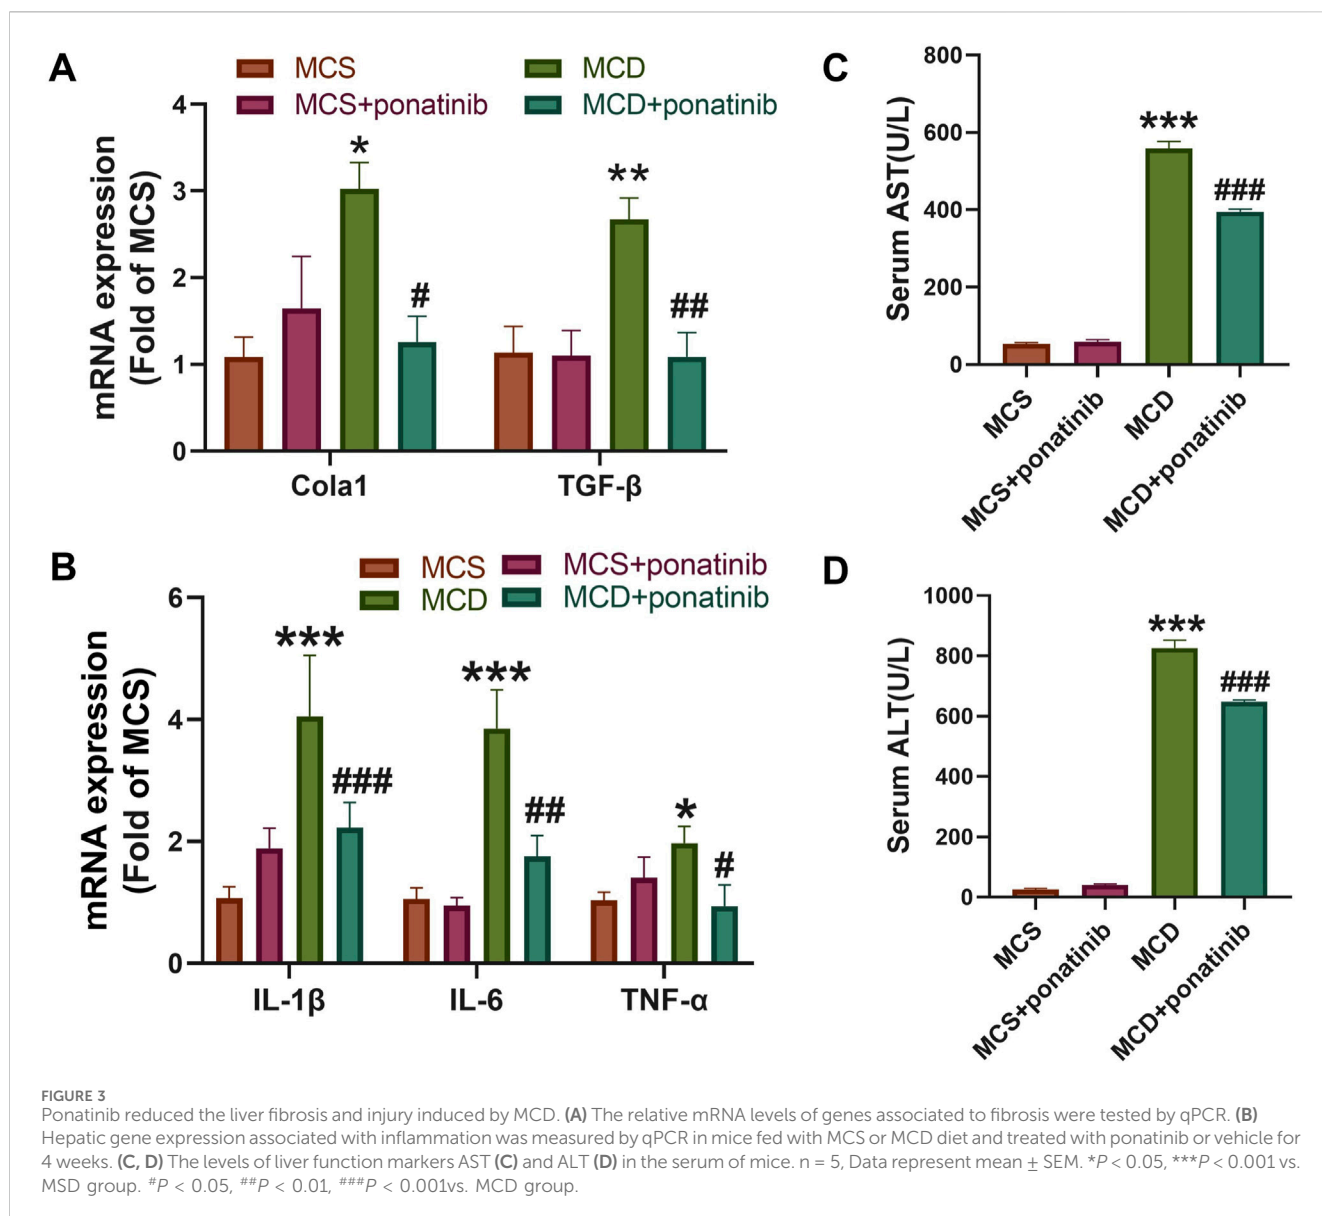 A
MCS
MCD
MCS+ponatinib
MCD+ponatinib
mRNA expression
(Fold of MCS)
4
3
2
1
0
*
#
**
##
Cola1
TGF-β
B
MCS
MCS+ponatinib
MCD
MCD+ponatinib
mRNA expression
(Fold of MCS)
6
4
2
0
***
###
***
##
*
#
IL-1β
IL-6
TNF-α
C
Serum AST(U/L)
800
600
400
200
0
***
###
MCS
MCS+ponatinib
MCD
MCD+ponatinib
D
Serum ALT(U/L)
1000
800
600
400
200
0
***
###
MCS
MCS+ponatinib
MCD
MCD+ponatinib
FIGURE 3
Ponatinib reduced the liver fibrosis and injury induced by MCD. (A) The relative mRNA levels of genes associated to fibrosis were tested by qPCR. (B)
Hepatic gene expression associated with inflammation was measured by qPCR in mice fed with MCS or MCD diet and treated with ponatinib or vehicle for
4 weeks. (C, D) The levels of liver function markers AST (C) and ALT (D) in the serum of mice. n = 5, Data represent mean ± SEM. *P < 0.05, ***P < 0.001 vs.
MSD group. #P < 0.05, ##P < 0.01, ###P < 0.001vs. MCD group.